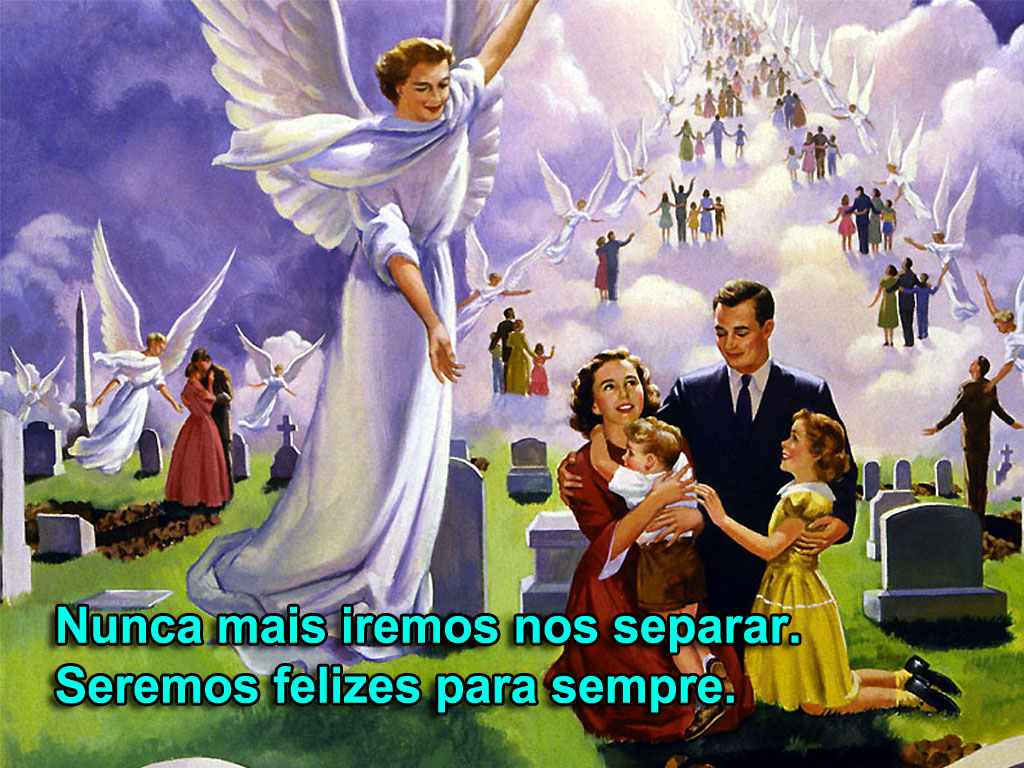 Nunca mais iremos nos separar.
Seremos felizes para sempre.